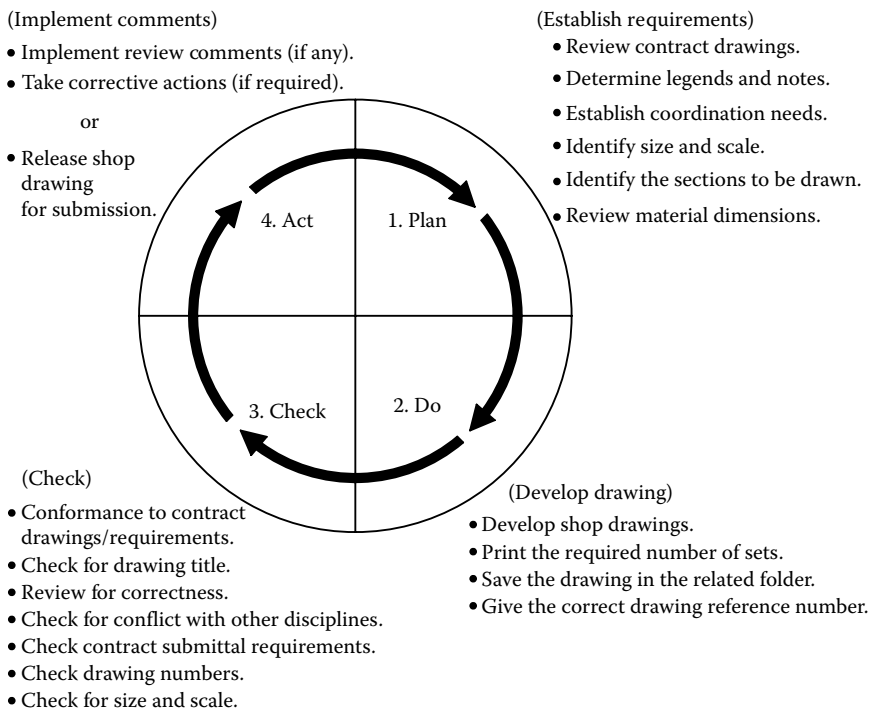 (Implement comments)
• Implement review comments (if any).
• Take corrective actions (if required).
or
• Release shop
drawing
for submission.
(Establish requirements)
• Review contract drawings.
• Determine legends and notes.
• Establish coordination needs.
• Identify size and scale.
• Identify the sections to be drawn.
• Review material dimensions.
4. Act
1. Plan
3. Check
2. Do
(Check)
• Conformance to contract
drawings/requirements.
• Check for drawing title.
• Review for correctness.
• Check for conflict with other disciplines.
• Check contract submittal requirements.
• Check drawing numbers.
• Check for size and scale.
(Develop drawing)
• Develop shop drawings.
• Print the required number of sets.
• Save the drawing in the related folder.
• Give the correct drawing reference number.